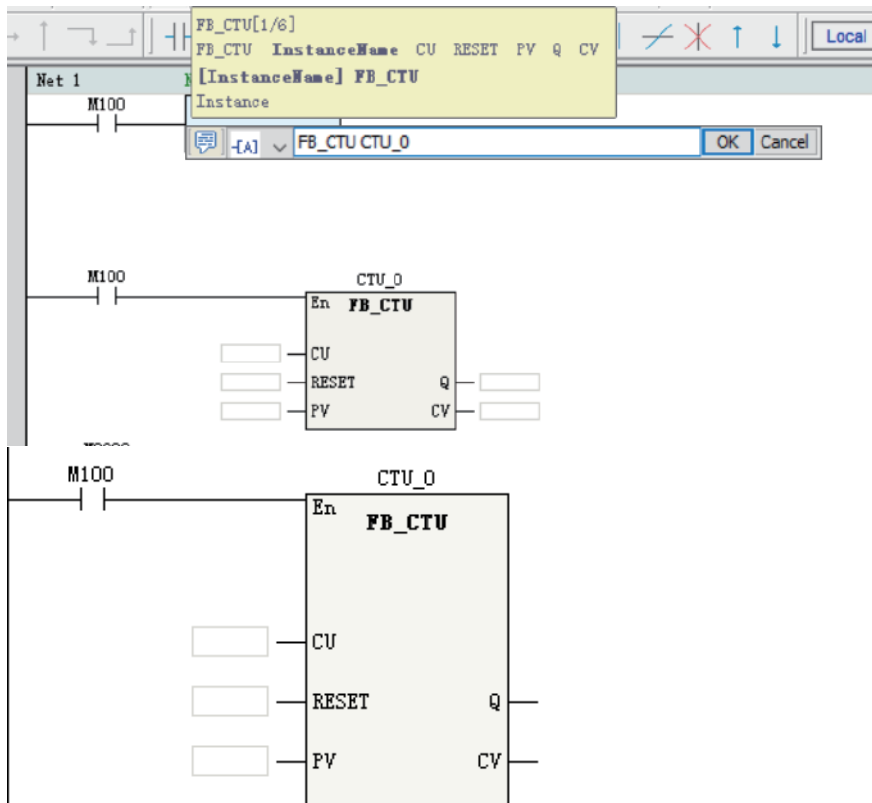 FB_CTU[1/6]
FB_CTU InstanceName CU RESET PV Q CV
[InstanceName] FB_CTU
Instance
Local
Net 1
M100
-[A]
FB_CTU CTU_0
OK
Cancel
M100
CTU_0
En FB_CTU
CU
RESET Q
PV CV
M100
CTU_0
En
FB_CTU
CU
RESET Q
PV CV